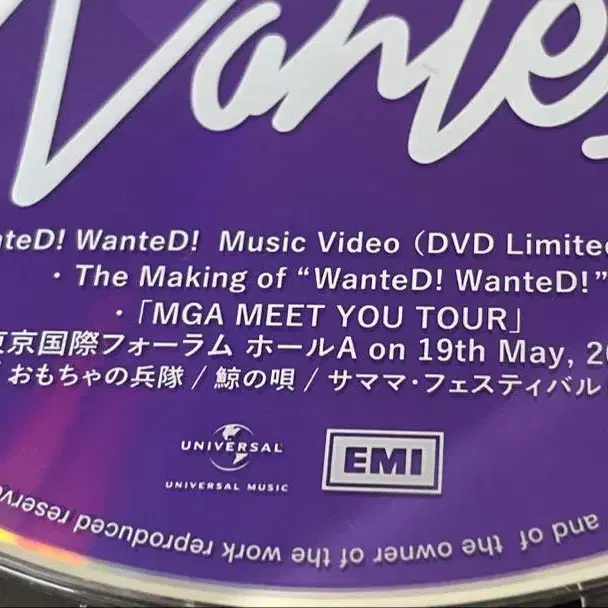 Wante
nteD! WanteD! Music Video (DVD Limite
・The Making of “WanteD! WanteD!”
・「MGA MEET YOU TOUR」
東京国際フォーラム ホールA on 19th May, 20
おもちゃの兵隊 / 鯨の唄 / サママ・フェスティバル
UNIVERSAL
UNIVERSAL MUSIC
EMI
and of the owner of the work reproduced reserve